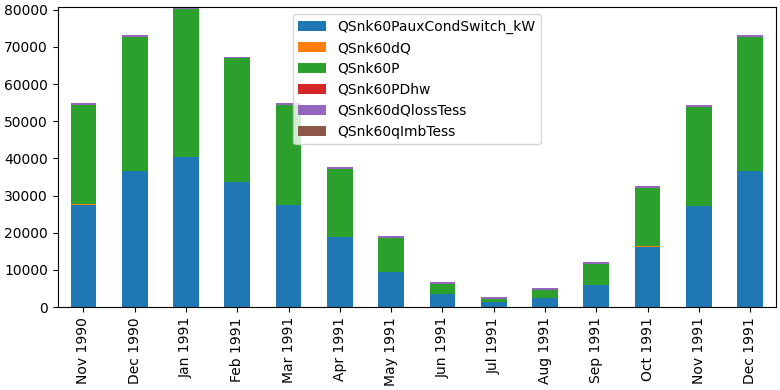 80000
70000
60000
50000
40000
30000
20000
10000
0
QSnk60PauxCondSwitch_kW
QSnk60dQ
QSnk60P
QSnk60PDhw
QSnk60dQlossTess
QSnk60qImbTess
Nov 1990
Dec 1990
Jan 1991
Feb 1991
Mar 1991
Apr 1991
May 1991
Jun 1991
Jul 1991
Aug 1991
Sep 1991
Oct 1991
Nov 1991
Dec 1991